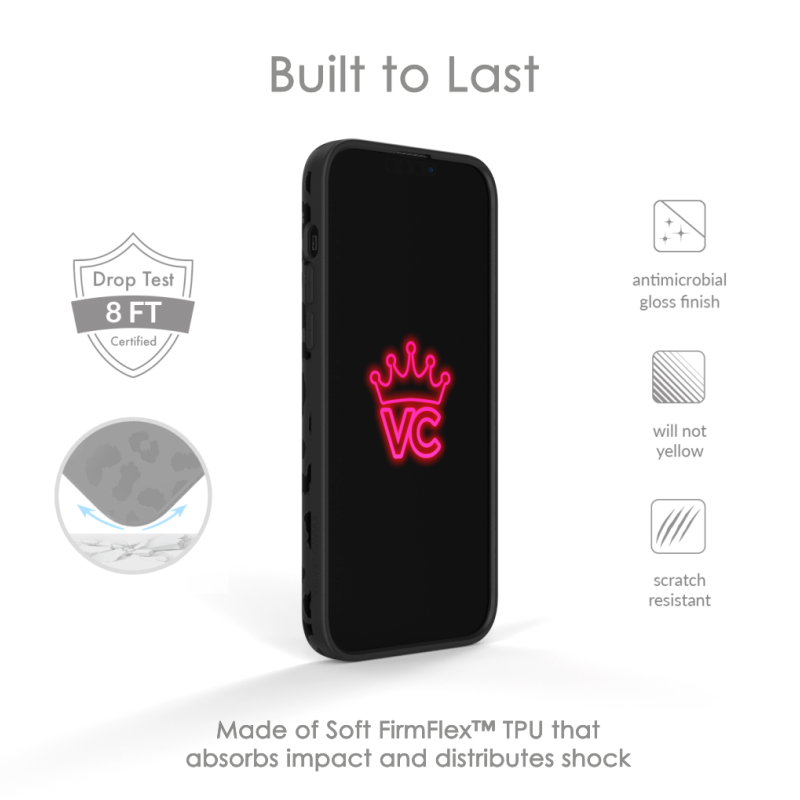 Built to Last
Drop Test
8 FT
Certified
VC
antimicrobial
gloss finish
will not
yellow
scratch
resistant
Made of Soft FirmFlex™ TPU that
absorbs impact and distributes shock